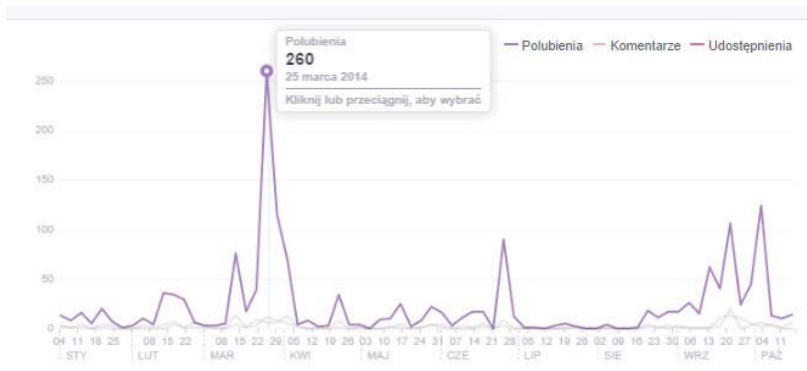 Polubienia
260
25 marca 2014
Kliknij lub przeciągnij, aby wybrać
Polubienia Komentarze Udostępnienia
250
200
150
100
50
0
04 11 18 25 08 15 22 08 15 22 29 05 12 19 26 03 10 17 24 31 07 14 21 28 05 12 19 26 02 09 16 23 30 06 13 20 27 04 11
STY LUT MAR KWI MAJ CZE LIP SIE WRZ PAŹ